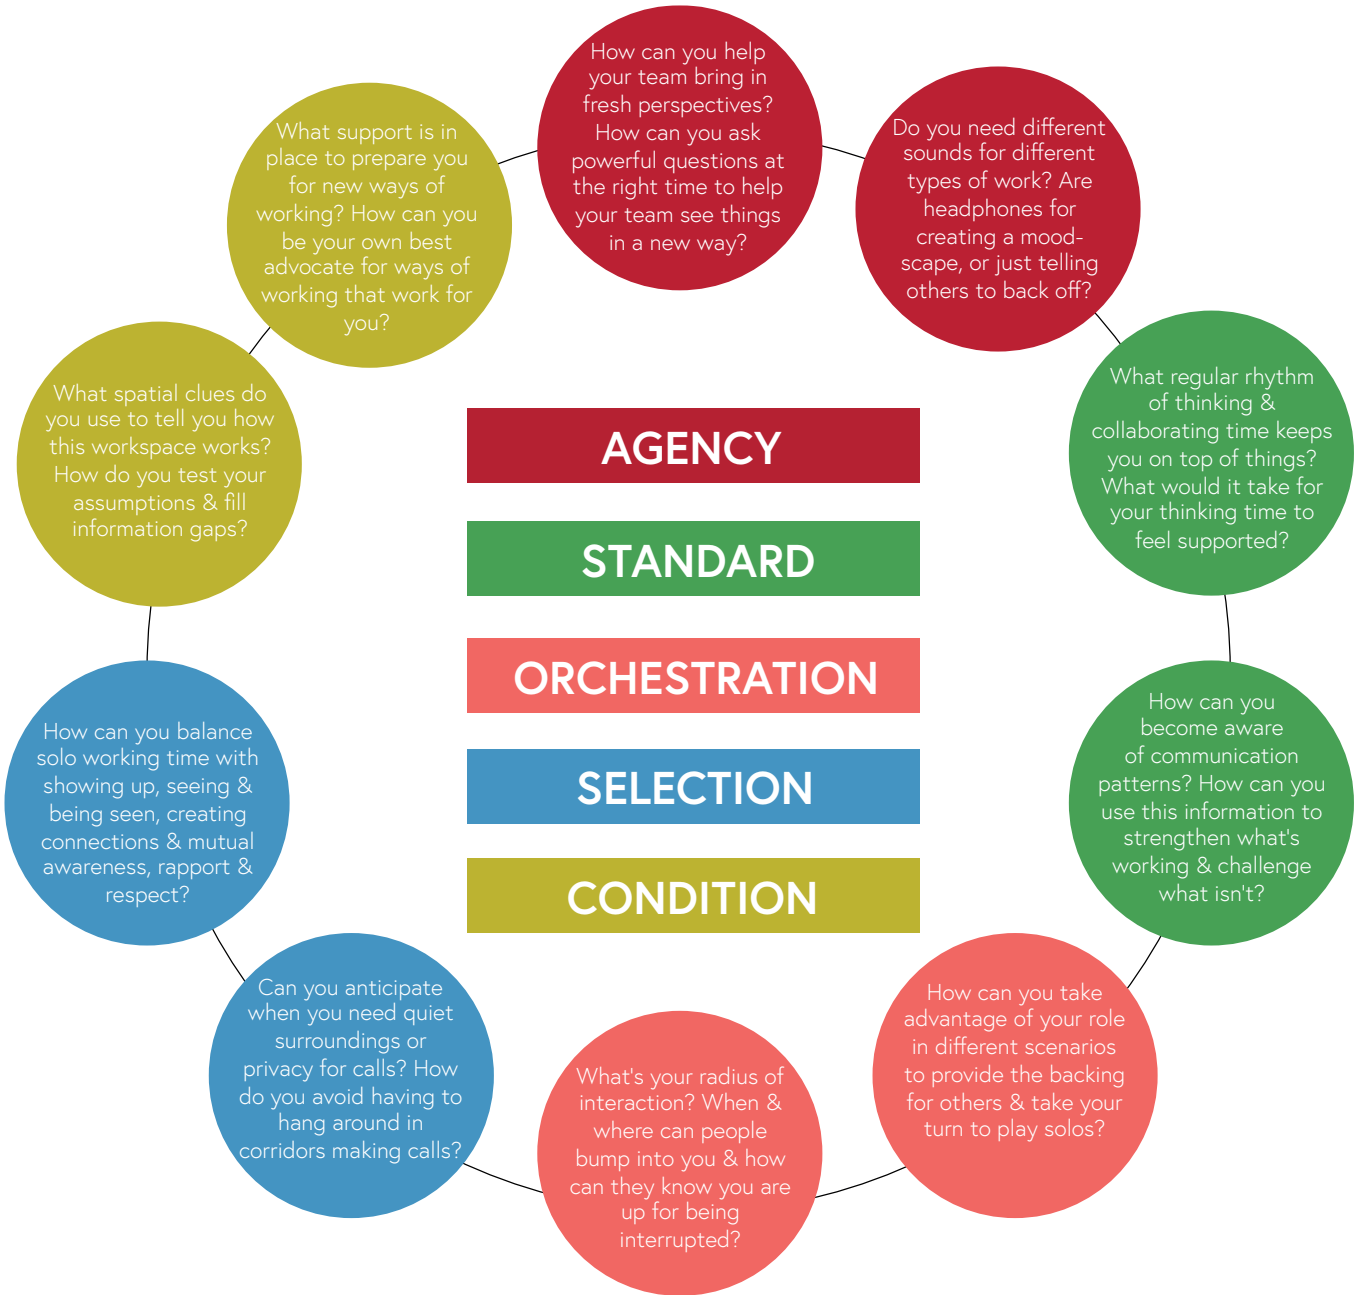 How can you help
your team bring in
fresh perspectives?
How can you ask
powerful questions at
the right time to help
your team see things
in a new way?
Do you need different
sounds for different
types of work? Are
headphones for
creating a mood-
scape, or just telling
others to back off?
What regular rhythm
of thinking &
collaborating time keeps
you on top of things?
What would it take for
your thinking time to
feel supported?
How can you
become aware
of communication
patterns? How can you
use this information to
strengthen what's
working & challenge
what isn't?
How can you take
advantage of your role
in different scenarios
to provide the backing
for others & take your
turn to play solos?
What's your radius of
interaction? When &
where can people
bump into you & how
can they know you are
up for being
interrupted?
Can you anticipate
when you need quiet
surroundings or
privacy for calls? How
do you avoid having to
hang around in
corridors making calls?
How can you balance
solo working time with
showing up, seeing &
being seen, creating
connections & mutual
awareness, rapport &
respect?
What spatial clues do
you use to tell you how
this workspace works?
How do you test your
assumptions & fill
information gaps?
What support is in
place to prepare you
for new ways of
working? How can you
be your own best
advocate for ways of
working that work for
you?
AGENCY
STANDARD
ORCHESTRATION
SELECTION
CONDITION